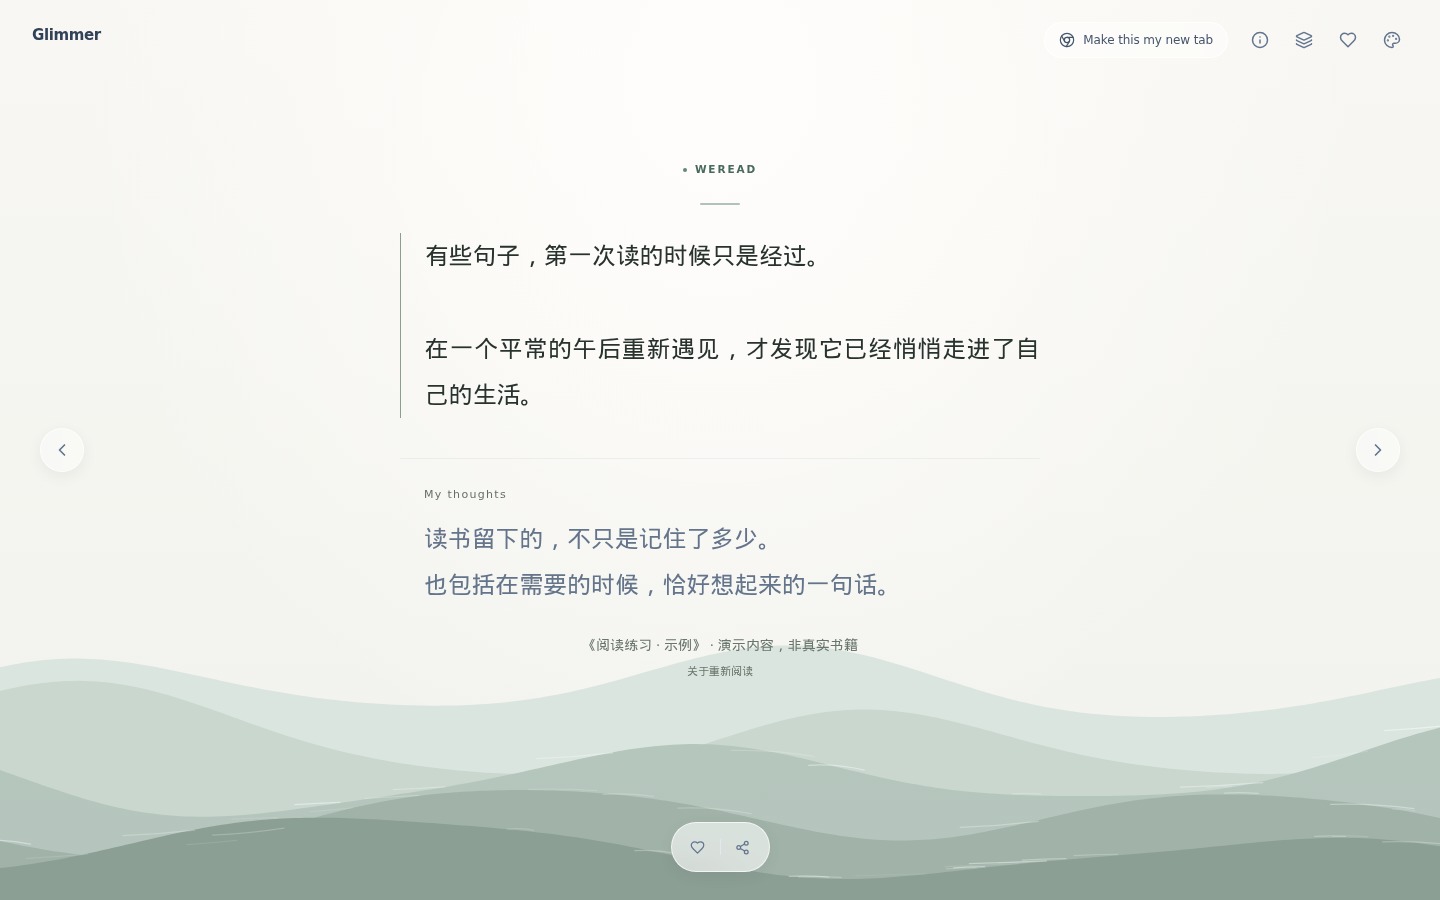 Glimmer
Make this my new tab
• WEREAD
有些句子，第一次读的时候只是经过。
在一个平常的午后重新遇见，才发现它已经悄悄走进了自
己的生活。
My thoughts
读书留下的，不只是记住了多少。
也包括在需要的时候，恰好想起来的一句话。
《阅读练习 · 示例》 · 演示内容，非真实书籍
关于重新阅读